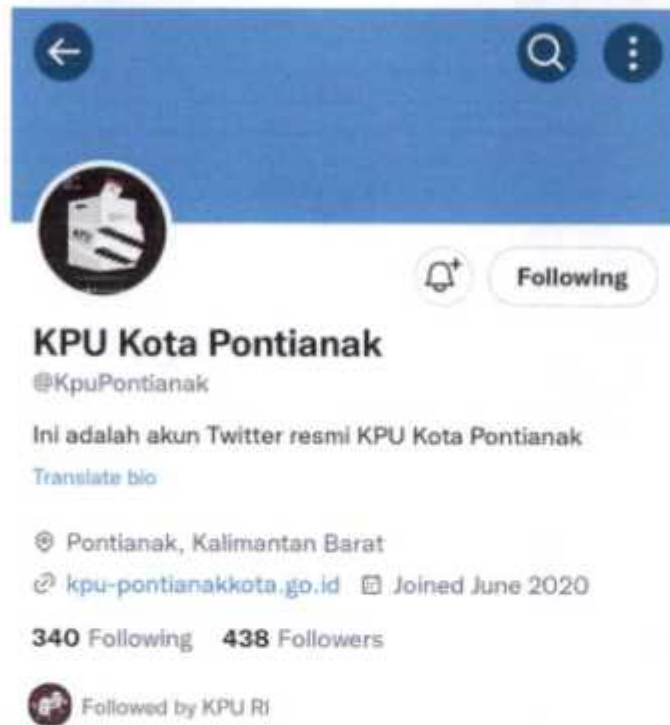 Following
KPU Kota Pontianak
@KpuPontianak
Ini adalah akun Twitter resmi KPU Kota Pontianak
Translate bio
Pontianak, Kalimantan Barat
kpu-pontianakkota.go.id Joined June 2020
340 Following 438 Followers
Followed by KPU RI